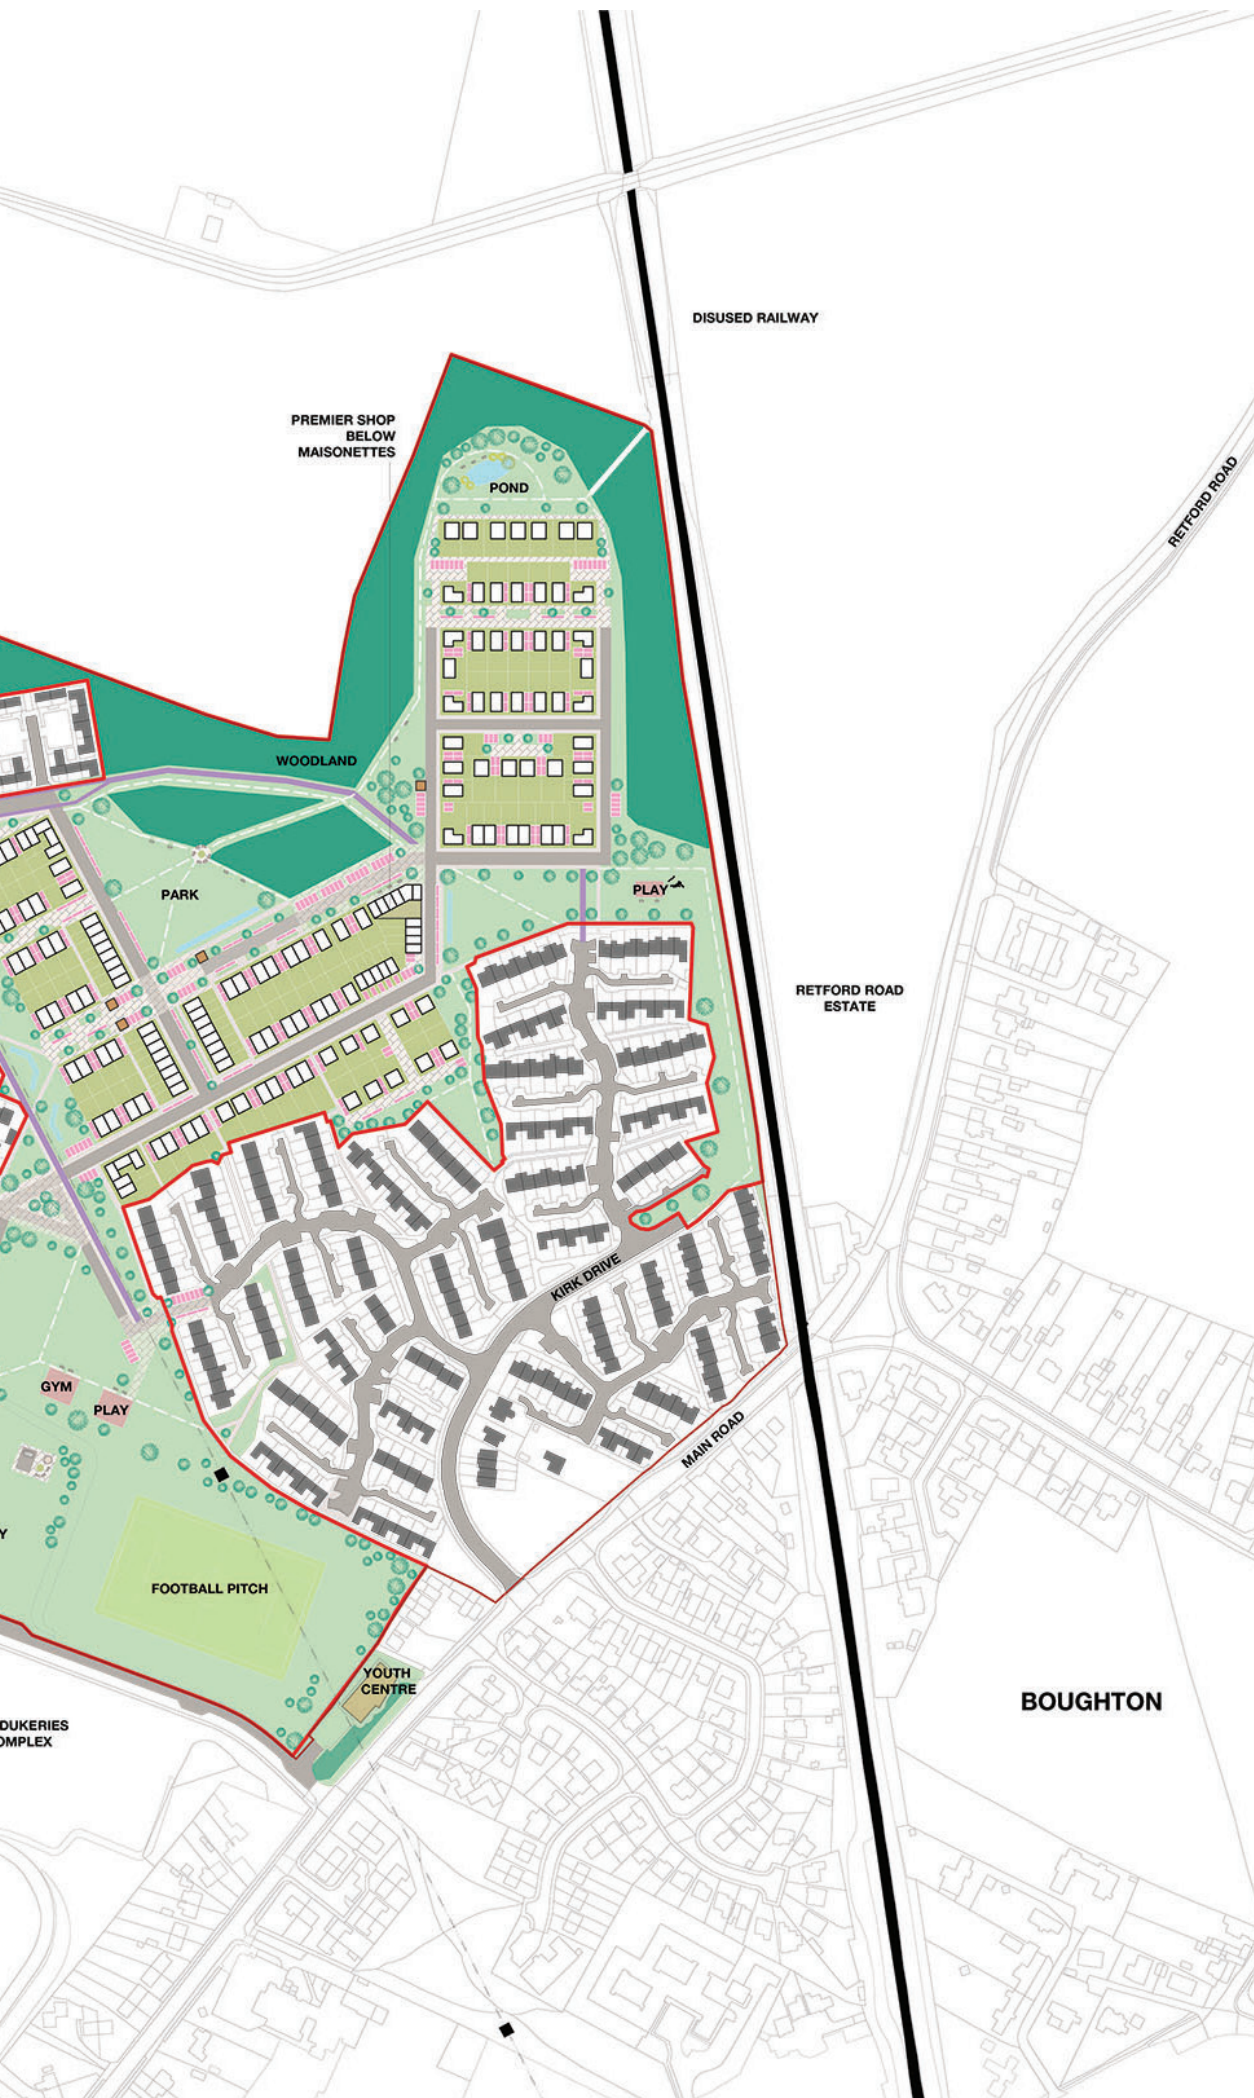 DISUSED RAILWAY
PREMIER SHOP
BELOW
MAISONETTES
RETFORD ROAD
POND
WOODLAND
PLAY
PARK
RETFORD ROAD
ESTATE
KIRK DRIVE
GYM
PLAY
MAIN ROAD
Y
FOOTBALL PITCH
YOUTH
CENTRE
BOUGHTON
DUKERIES
OMPLEX